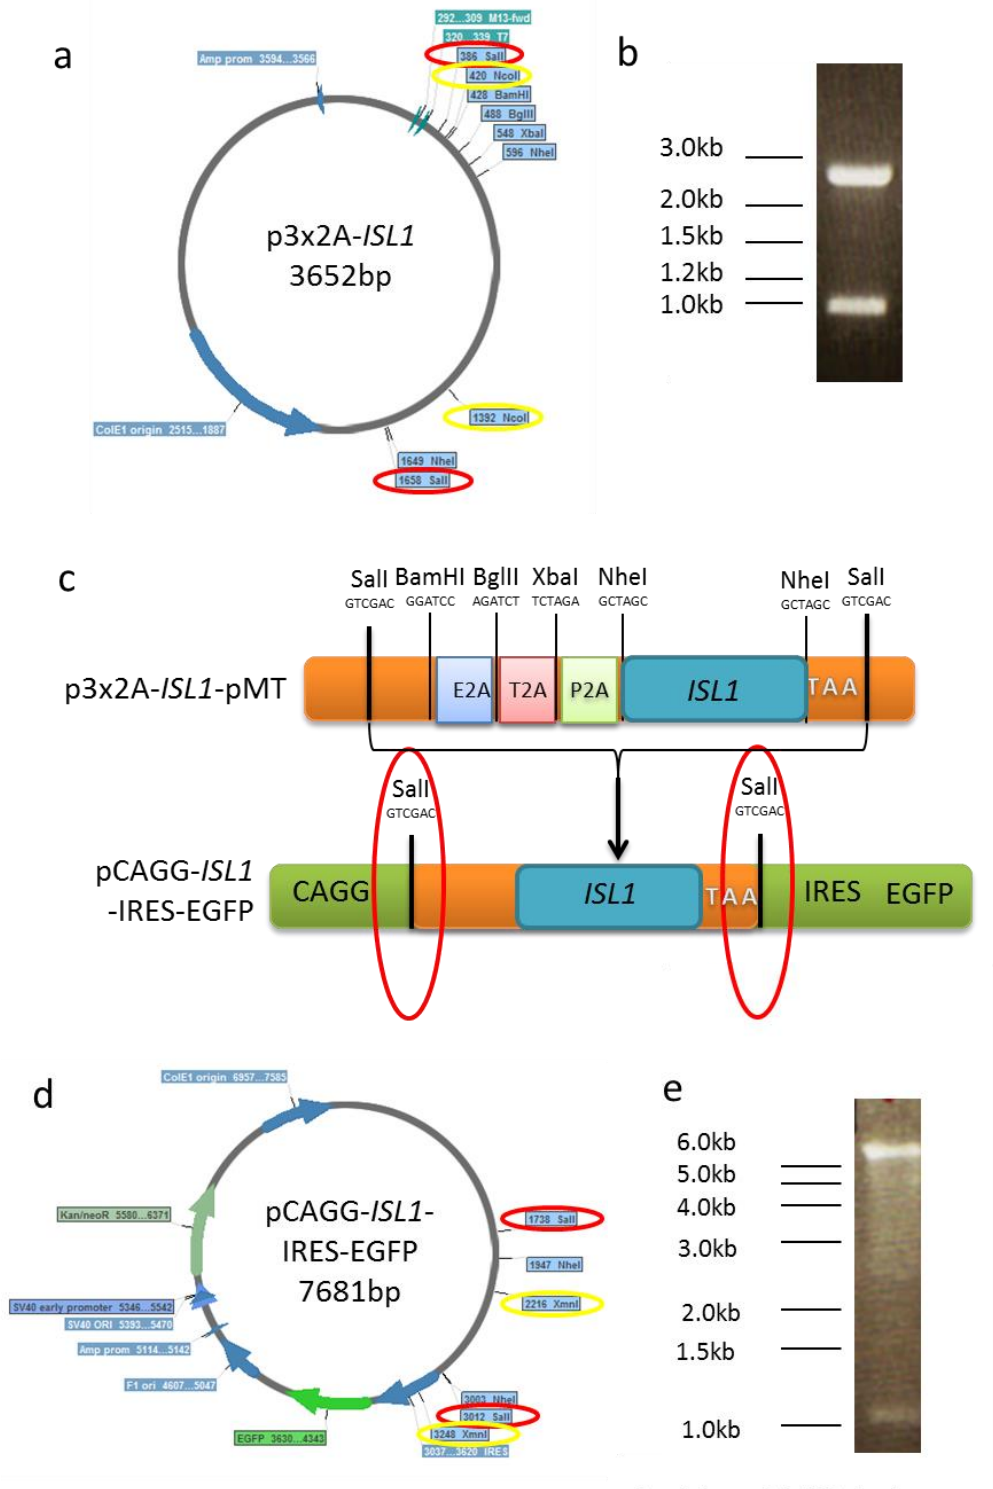 a
292...309 M13-fwd
320...339 T7
386 SalI
420 NcoII
428 BamHI
488 BglII
548 XbaI
596 NheI
Amp prom 3594...3566
p3x2A-ISL1
3652bp
ColE1 origin 2515...1887
1392 NcoI
1649 NheI
1658 SalI
b
3.0kb
2.0kb
1.5kb
1.2kb
1.0kb
c
SalI BamHI BglII XbaI NheI NheI SalI
GTCGAC GGATCC AGATCT TCTAGA GCTAGC GCTAGC GTCGAC
p3x2A-ISL1-pMT
E2A T2A P2A ISL1 TAA
SalI
GTCGAC
SalI
GTCGAC
pCAGG-ISL1
-IRES-EGFP
CAGG ISL1 TAA IRES EGFP
d
ColE1 origin 6957...7585
Kan/neoR 5580...6371
pCAGG-ISL1-
IRES-EGFP
7681bp
1738 SalI
1947 NheI
2216 XmnI
SV40 early promoter 5346...5542
SV40 ORI 5393...5470
Amp prom 5114...5142
F1 ori 4607...5047
EGFP 3630...4343
3003 NheI
3012 SalI
3248 XmnI
3037...3620 IRES
e
6.0kb
5.0kb
4.0kb
3.0kb
2.0kb
1.5kb
1.0kb